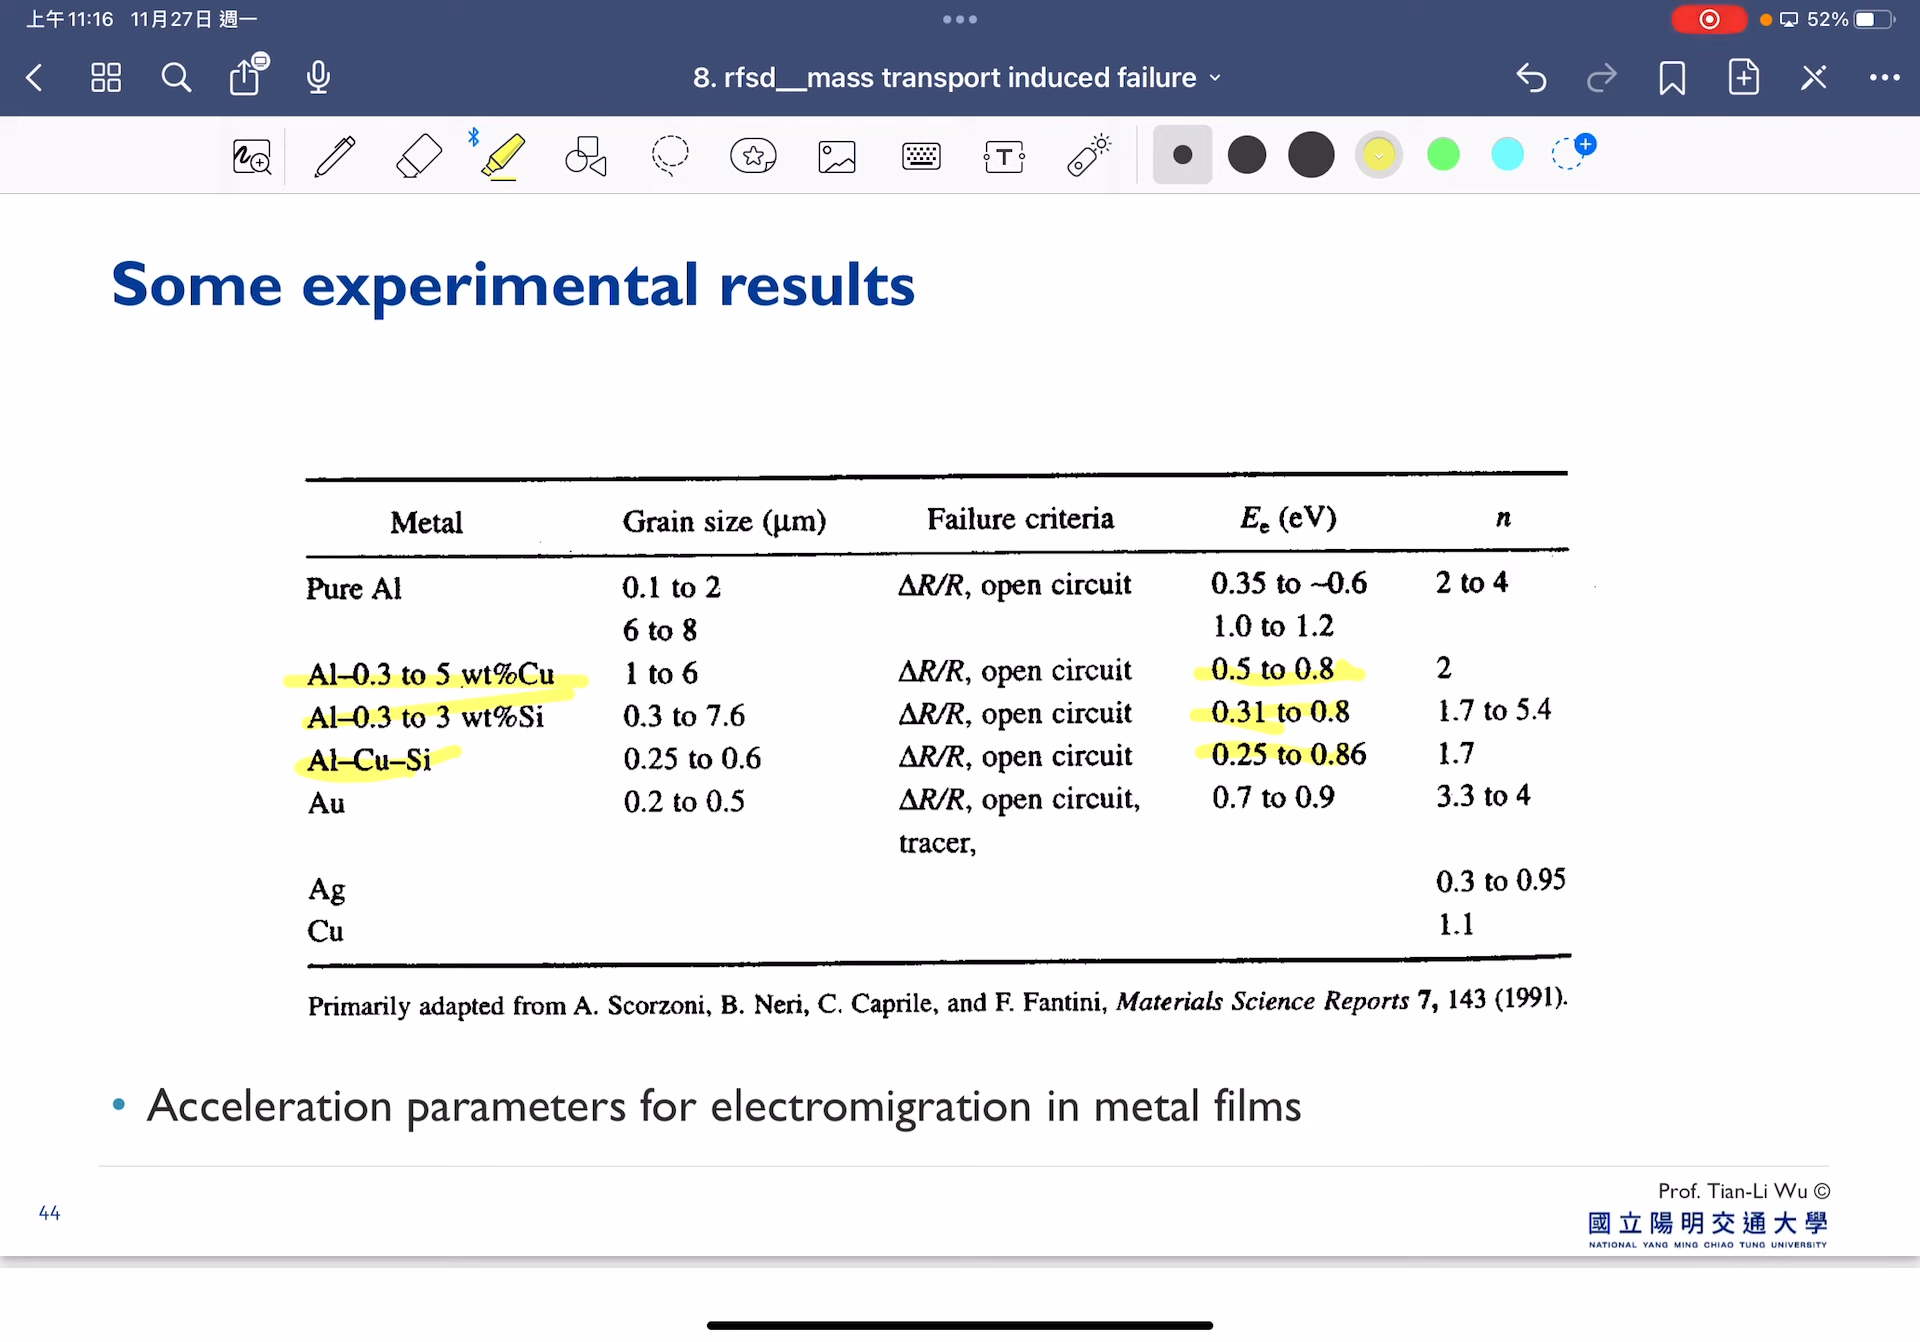 上午11:16 11月27日 週一
52%
8. rfsd__mass transport induced failure
T
Some experimental results
Metal Grain size (μm) Failure criteria Ee (eV) n
Pure Al 0.1 to 2 ΔR/R, open circuit 0.35 to ~0.6 2 to 4
6 to 8 1.0 to 1.2
Al–0.3 to 5 wt%Cu 1 to 6 ΔR/R, open circuit 0.5 to 0.8 2
Al–0.3 to 3 wt%Si 0.3 to 7.6 ΔR/R, open circuit 0.31 to 0.8 1.7 to 5.4
Al–Cu–Si 0.25 to 0.6 ΔR/R, open circuit 0.25 to 0.86 1.7
Au 0.2 to 0.5 ΔR/R, open circuit, 0.7 to 0.9 3.3 to 4
tracer,
Ag 0.3 to 0.95
Cu 1.1
Primarily adapted from A. Scorzoni, B. Neri, C. Caprile, and F. Fantini, Materials Science Reports 7, 143 (1991).
• Acceleration parameters for electromigration in metal films
44
Prof. Tian-Li Wu ©
國立陽明交通大學
NATIONAL YANG MING CHIAO TUNG UNIVERSITY